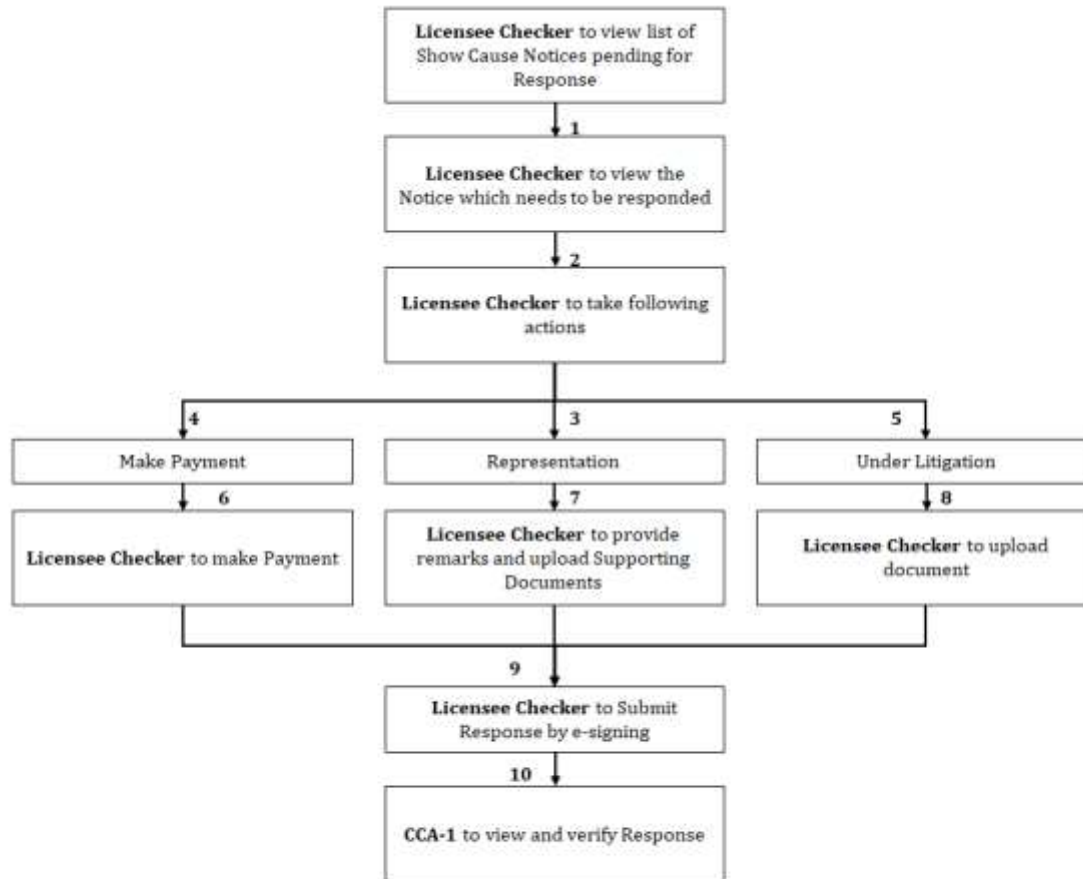 Licensee Checker to view list of
Show Cause Notices pending for
Response
1
Licensee Checker to view the
Notice which needs to be responded
2
Licensee Checker to take following
actions
4
3
5
Make Payment
Representation
Under Litigation
6
7
8
Licensee Checker to make Payment
Licensee Checker to provide
remarks and upload Supporting
Documents
Licensee Checker to upload
document
9
Licensee Checker to Submit
Response by e-signing
10
CCA-1 to view and verify Response